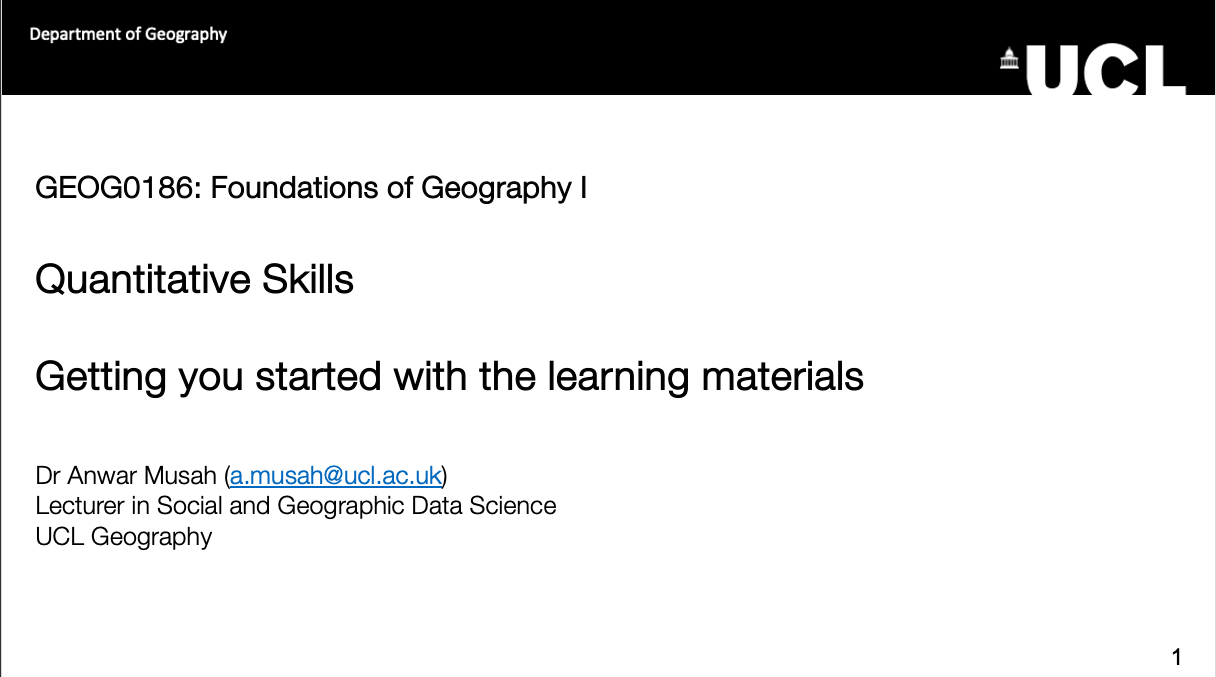 Department of Geography
UCL
GEOG0186: Foundations of Geography I
Quantitative Skills
Getting you started with the learning materials
Dr Anwar Musah (a.musah@ucl.ac.uk)
Lecturer in Social and Geographic Data Science
UCL Geography
1